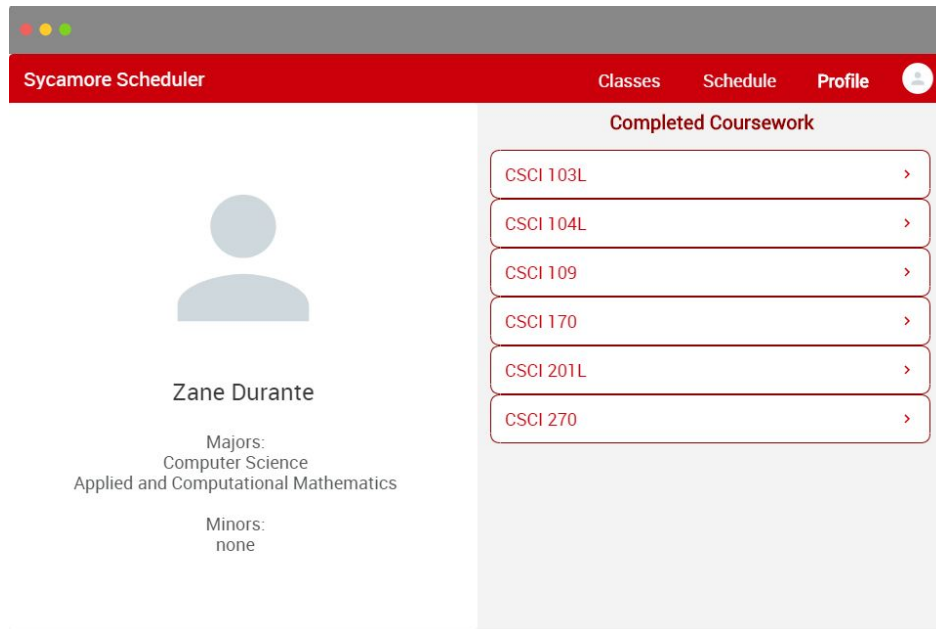 Sycamore Scheduler
Classes
Schedule
Profile
Zane Durante
Majors:
Computer Science
Applied and Computational Mathematics
Minors:
none
Completed Coursework
CSCI 103L
CSCI 104L
CSCI 109
CSCI 170
CSCI 201L
CSCI 270